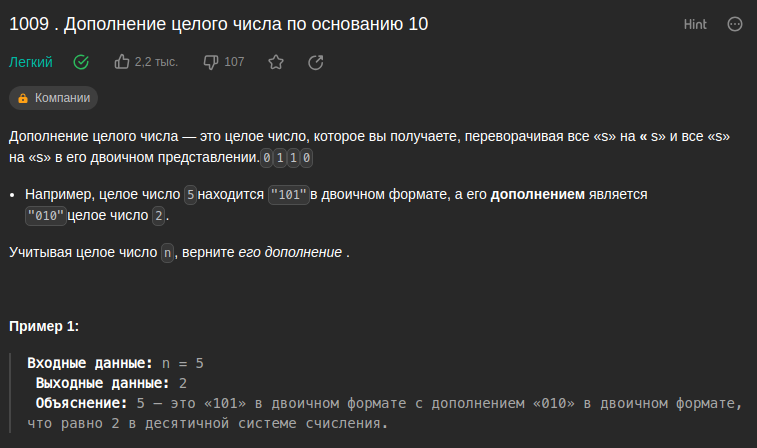 1009 . Дополнение целого числа по основанию 10
Hint
Легкий 2,2 тыс. 107
Компании
Дополнение целого числа — это целое число, которое вы получаете, переворачивая все «s» на « s» и все «s»
на «s» в его двоичном представлении. 0 1 1 0
• Например, целое число 5 находится "101" в двоичном формате, а его дополнением является
"010" целое число 2.
Учитывая целое число n, верните его дополнение .
Пример 1:
Входные данные: n = 5
Выходные данные: 2
Объяснение: 5 — это «101» в двоичном формате с дополнением «010» в двоичном формате,
что равно 2 в десятичной системе счисления.